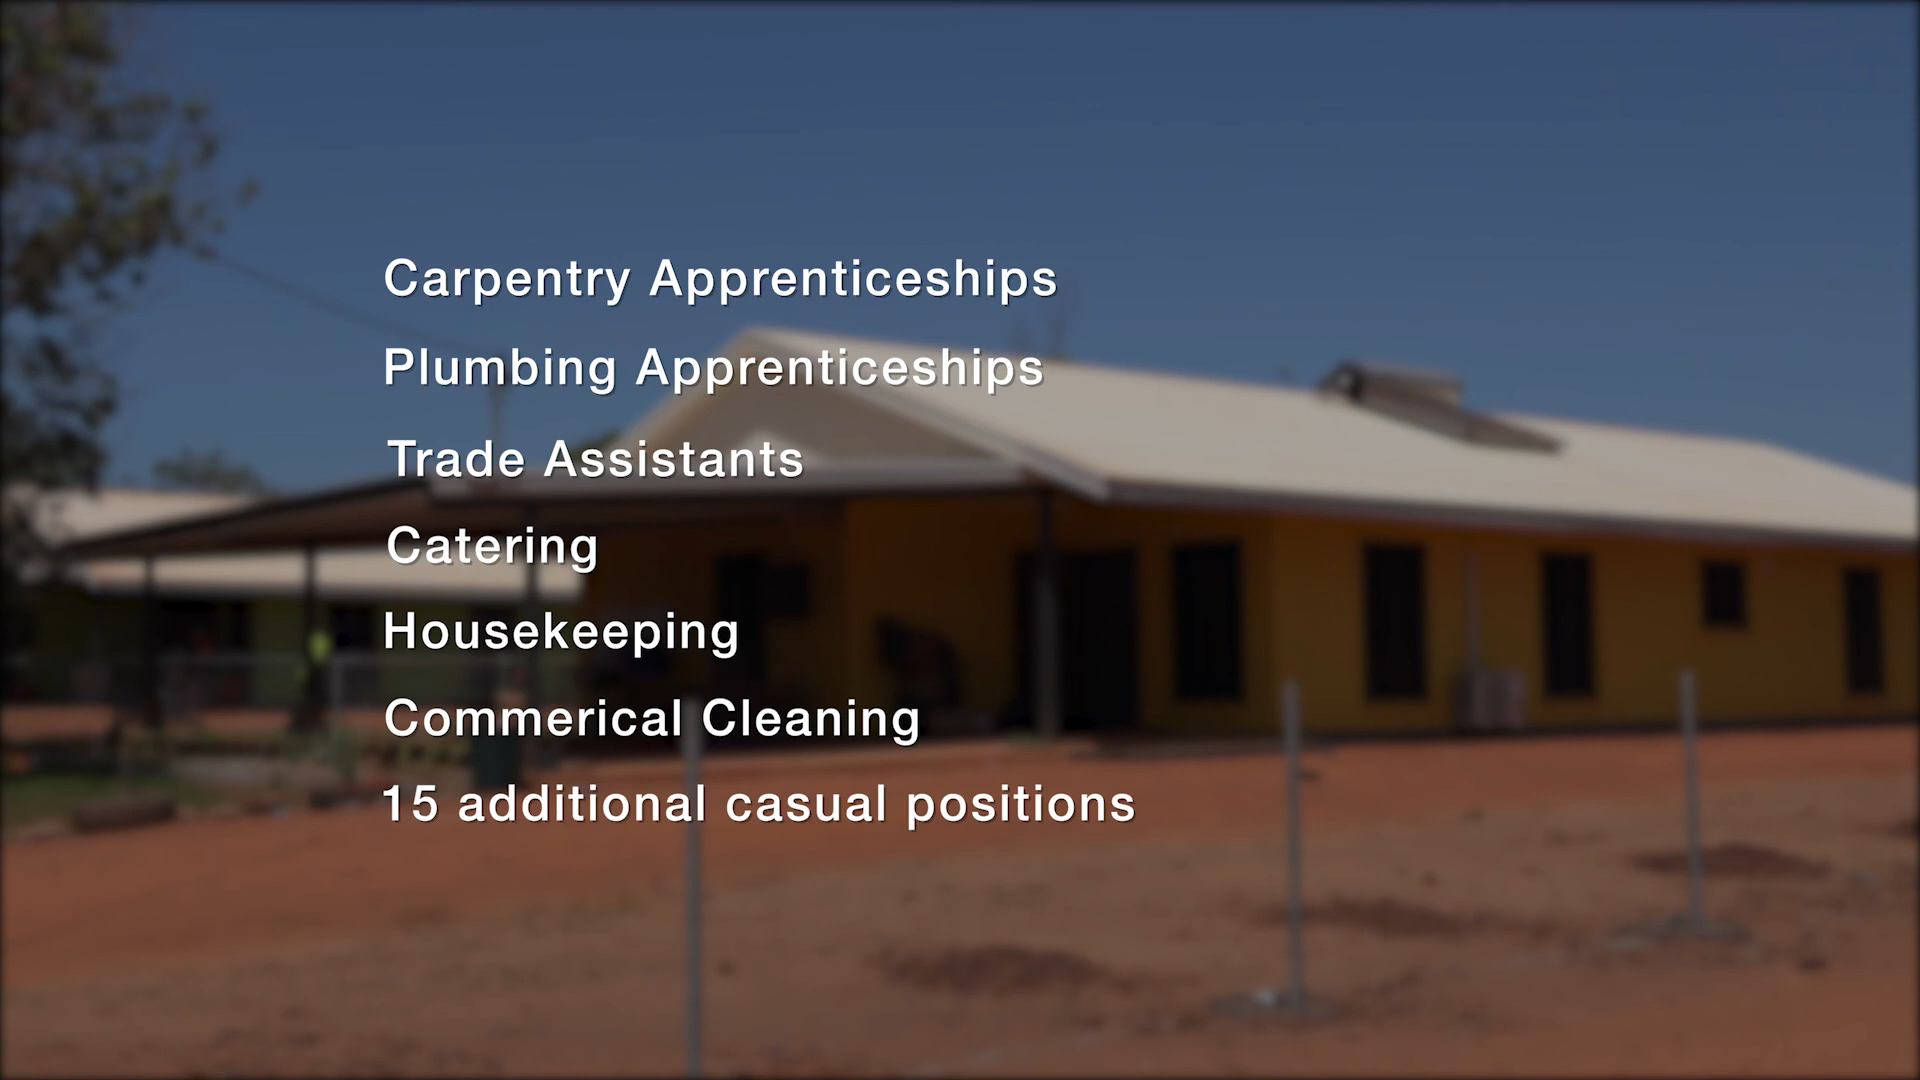 Carpentry Apprenticeships
Plumbing Apprenticeships
Trade Assistants
Catering
Housekeeping
Commerical Cleaning
15 additional casual positions